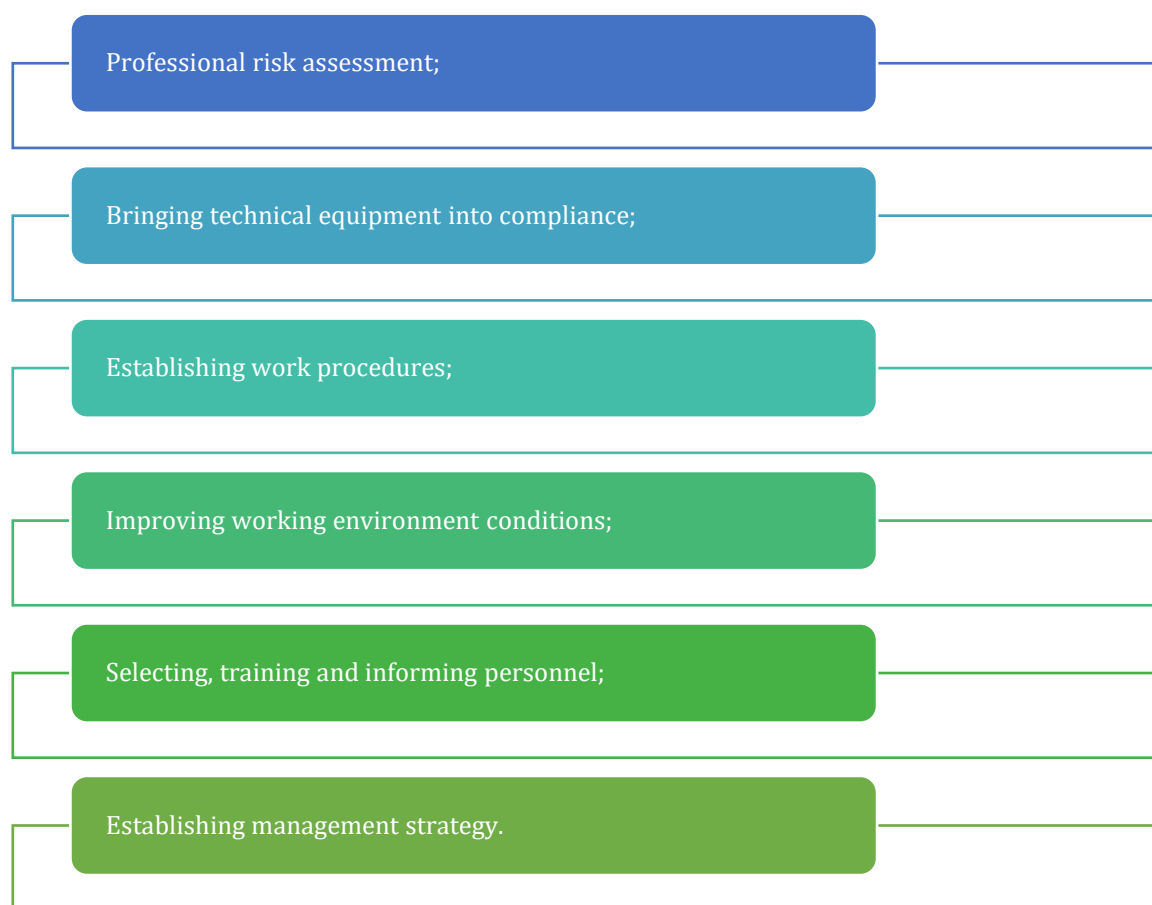 Professional risk assessment;
Bringing technical equipment into compliance;
Establishing work procedures;
Improving working environment conditions;
Selecting, training and informing personnel;
Establishing management strategy.